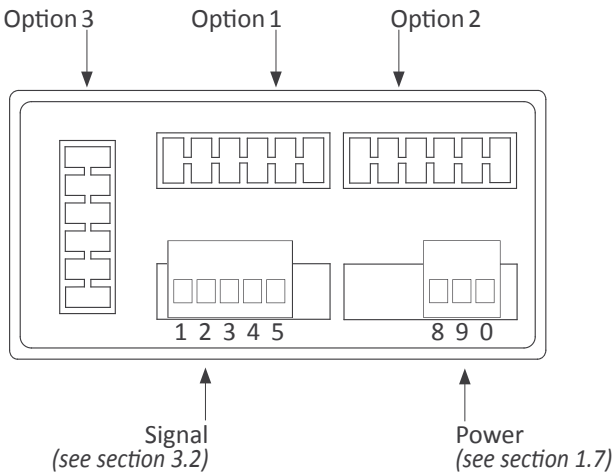 Option 3 Option 1 Option 2
1 2 3 4 5 8 9 0
Signal Power
(see section 3.2) (see section 1.7)